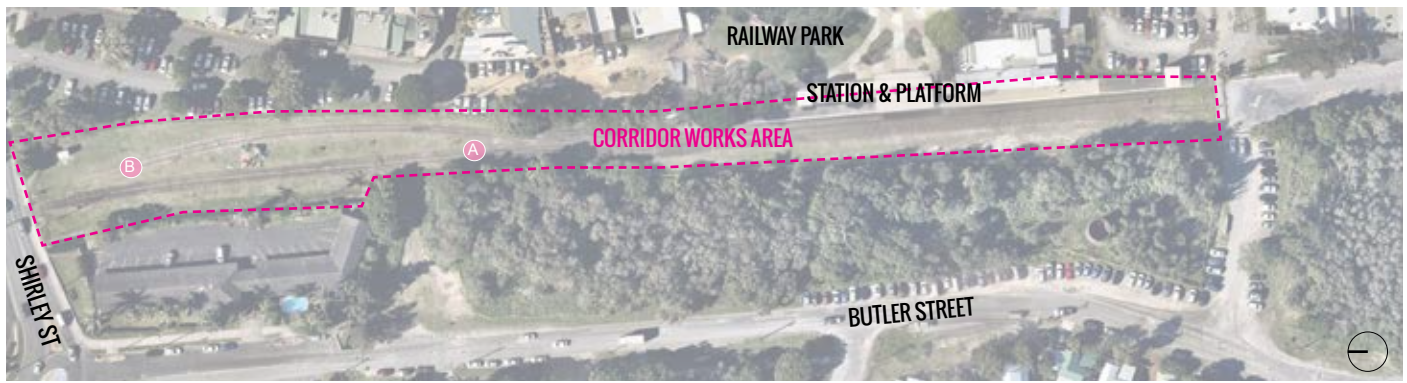 RAILWAY PARK
STATION & PLATFORM
CORRIDOR WORKS AREA
A
B
SHIRLEY ST
BUTLER STREET